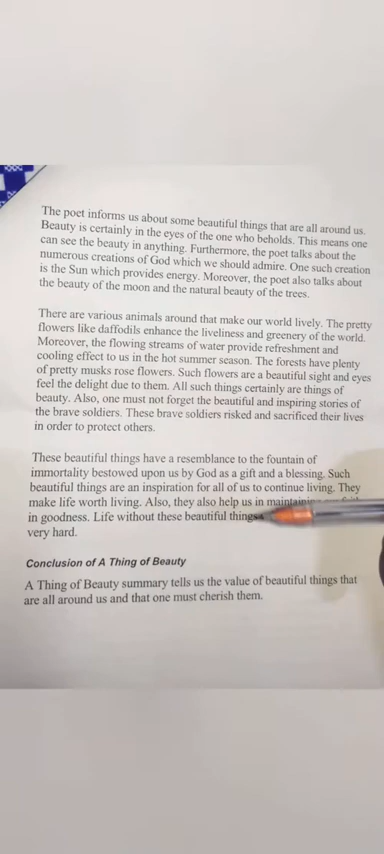 The poet informs us about some beautiful things that are all around us.
Beauty is certainly in the eyes of the one who beholds. This means one
can see the beauty in anything. Furthermore, the poet talks about the
numerous creations of God which we should admire. One such creation
is the Sun which provides energy. Moreover, the poet also talks about
the beauty of the moon and the natural beauty of the trees.
There are various animals around that make our world lively. The pretty
flowers like daffodils enhance the liveliness and greenery of the world.
Moreover, the flowing streams of water provide refreshment and
cooling effect to us in the hot summer season. The forests have plenty
of pretty musks rose flowers. Such flowers are a beautiful sight and eyes
feel the delight due to them. All such things certainly are things of
beauty. Also, one must not forget the beautiful and inspiring stories of
the brave soldiers. These brave soldiers risked and sacrificed their lives
in order to protect others.
These beautiful things have a resemblance to the fountain of
immortality bestowed upon us by God as a gift and a blessing. Such
beautiful things are an inspiration for all of us to continue living. They
make life worth living. Also, they also help us in maintaining
in goodness. Life without these beautiful things
very hard.
Conclusion of A Thing of Beauty
A Thing of Beauty summary tells us the value of beautiful things that
are all around us and that one must cherish them.